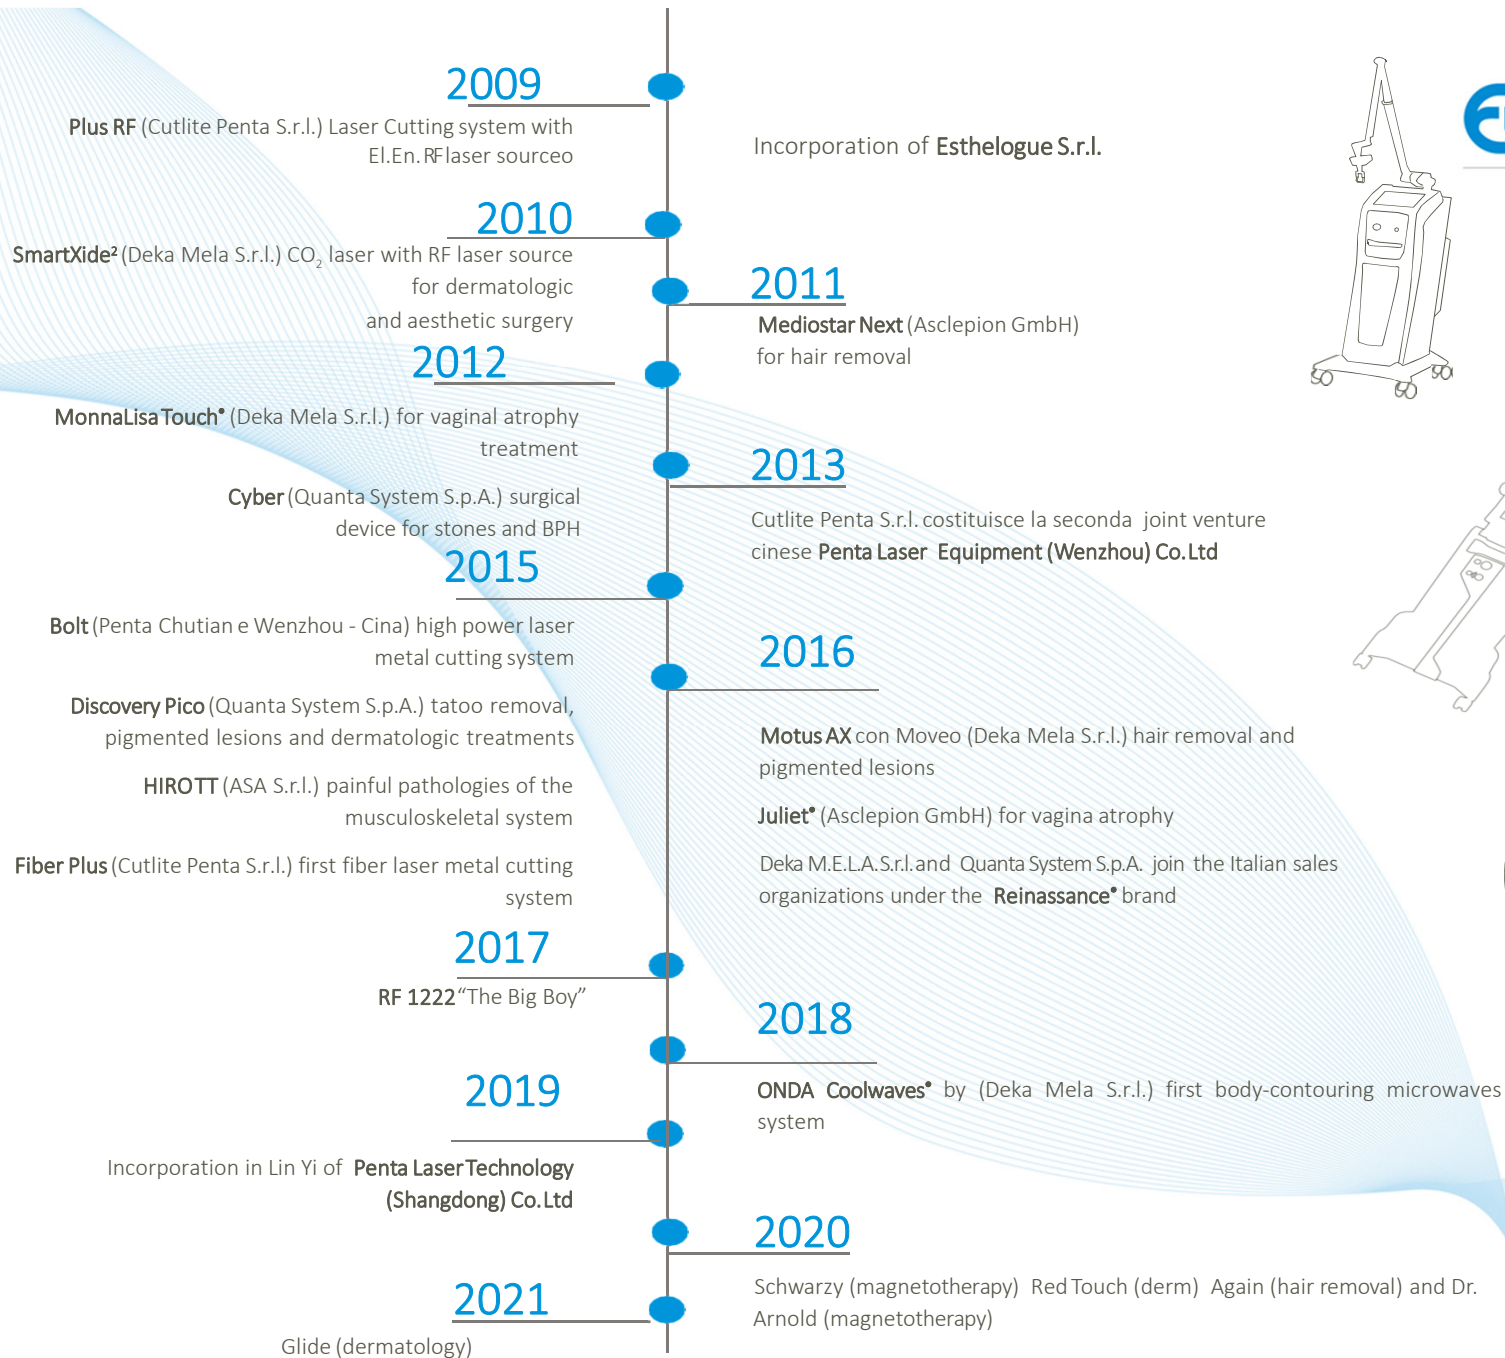 2009
Plus RF (Cutlite Penta S.r.l.) Laser Cutting system with
El.En. RF laser sourceo
Incorporation of Esthelogue S.r.l.
2010
SmartXide² (Deka Mela S.r.l.) CO₂ laser with RF laser source
for dermatologic
and aesthetic surgery
2011
Mediostar Next (Asclepion GmbH)
for hair removal
2012
MonnaLisa Touch® (Deka Mela S.r.l.) for vaginal atrophy
treatment
Cyber (Quanta System S.p.A.) surgical
device for stones and BPH
2013
Cutlite Penta S.r.l. costituisce la seconda joint venture
cinese Penta Laser Equipment (Wenzhou) Co.Ltd
2015
Bolt (Penta Chutian e Wenzhou - Cina) high power laser
metal cutting system
Discovery Pico (Quanta System S.p.A.) tatoo removal,
pigmented lesions and dermatologic treatments
HIROTT (ASA S.r.l.) painful pathologies of the
musculoskeletal system
Fiber Plus (Cutlite Penta S.r.l.) first fiber laser metal cutting
system
2016
Motus AX con Moveo (Deka Mela S.r.l.) hair removal and
pigmented lesions
Juliet® (Asclepion GmbH) for vagina atrophy
Deka M.E.L.A. S.r.l. and Quanta System S.p.A. join the Italian sales
organizations under the Reinassance® brand
2017
RF 1222 “The Big Boy”
2018
ONDA Coolwaves® by (Deka Mela S.r.l.) first body-contouring microwaves
system
2019
Incorporation in Lin Yi of Penta Laser Technology
(Shangdong) Co.Ltd
2020
Schwarzy (magnetotherapy) Red Touch (derm) Again (hair removal) and Dr.
Arnold (magnetotherapy)
2021
Glide (dermatology)